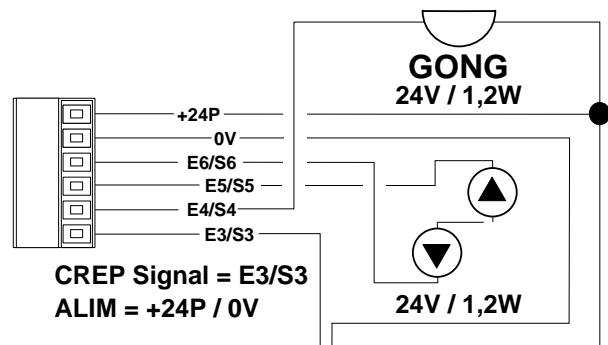 GONG
24V / 1,2W
+24P
0V
E6/S6
E5/S5
E4/S4
E3/S3
CREP Signal = E3/S3
ALIM = +24P / 0V
24V / 1,2W